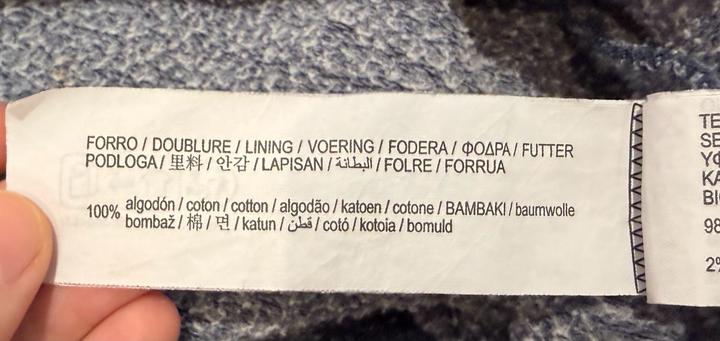 FORRO / DOUBLURE / LINING / VOERING / FODERA / ΦΟΔΡΑ / FUTTER
PODLOGA / 里料 / 안감 / LAPISAN / البطانة / FOLRE / FORRUA
100% algodón / coton / cotton / algodão / katoen / cotone / BAMBAKI / baumwolle
bombaž / 棉 / 면 / katun / قطن / cotó / kotoia / bomuld
98